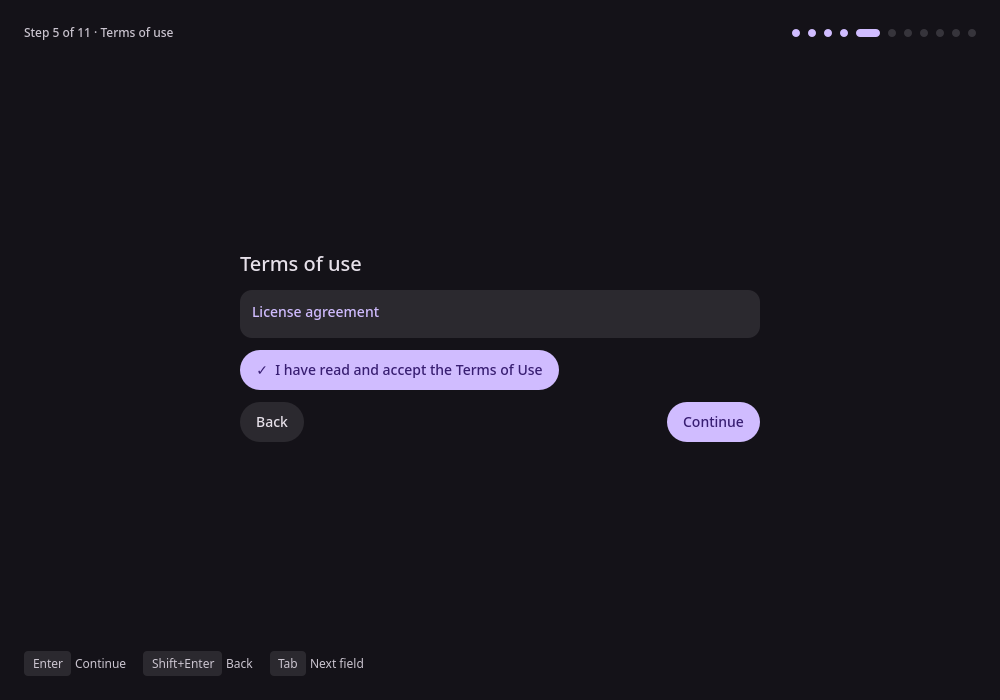 Step 5 of 11 · Terms of use
Terms of use
License agreement
✓ I have read and accept the Terms of Use
Back
Continue
Enter Continue Shift+Enter Back Tab Next field